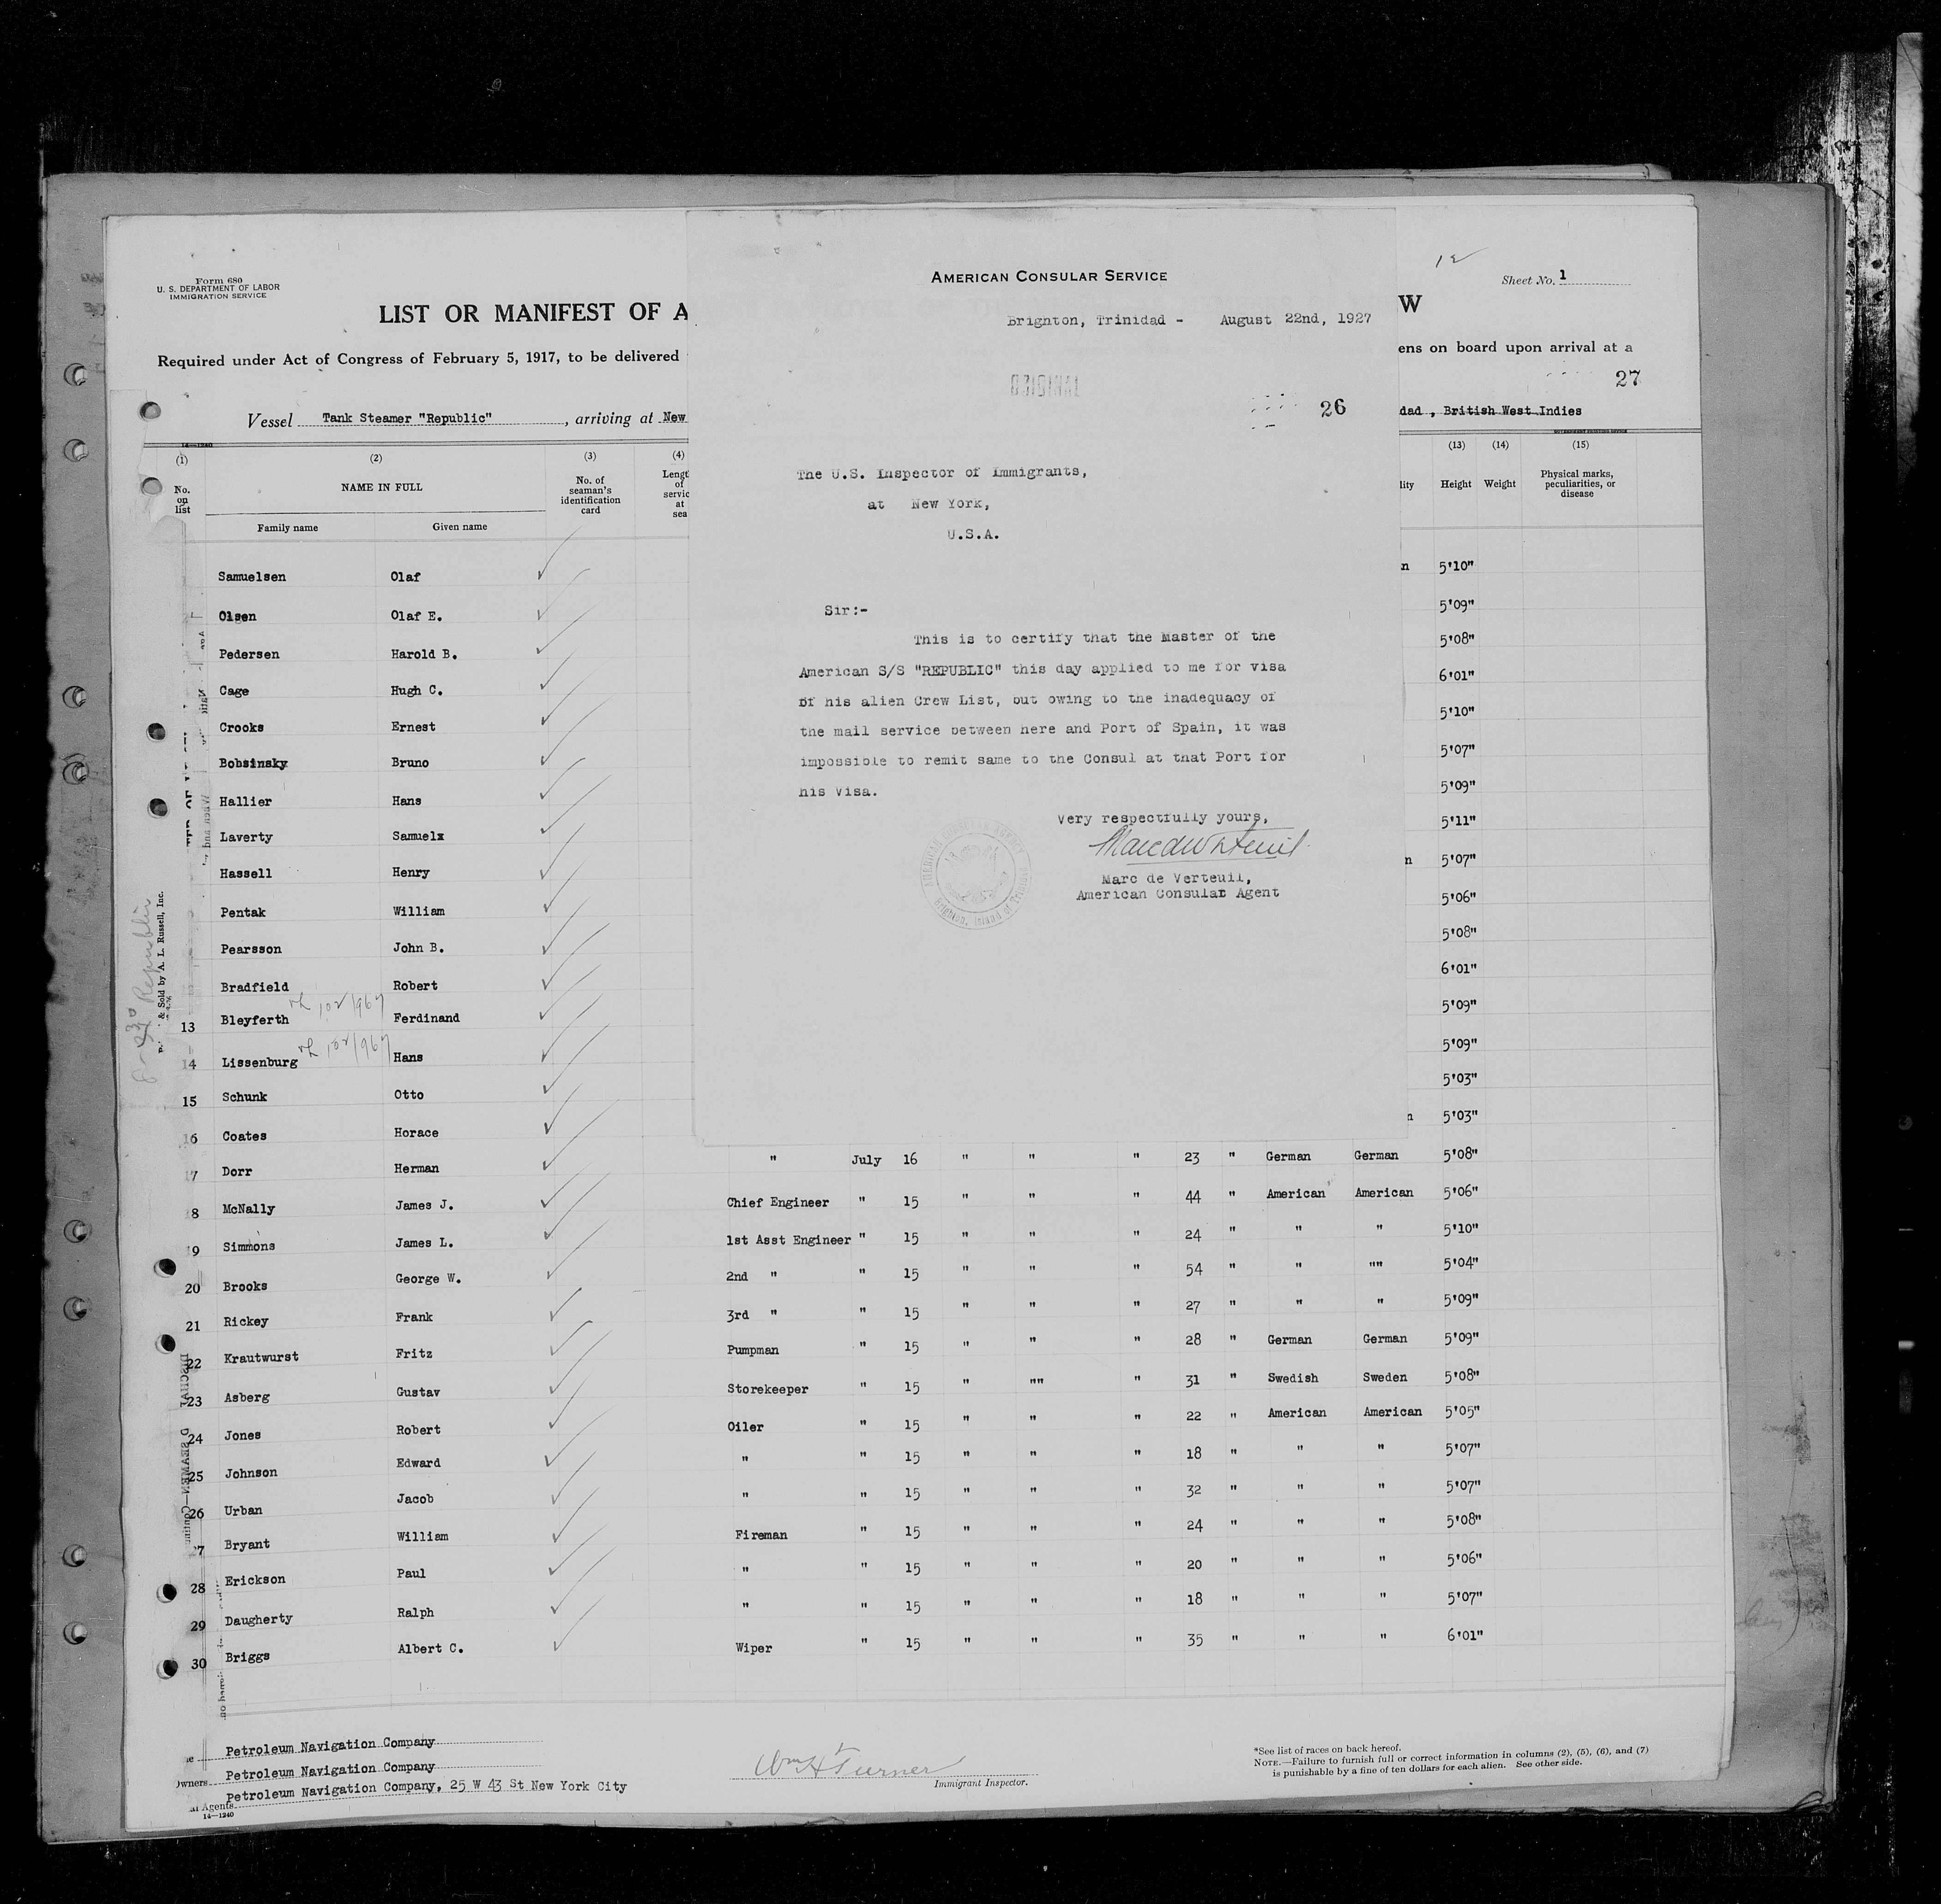 Form 680
U. S. DEPARTMENT OF LABOR
IMMIGRATION SERVICE
LIST OR MANIFEST OF A
W
Sheet No. 1
Required under Act of Congress of February 5, 1917, to be delivered
ens on board upon arrival at a
27
Vessel Tank Steamer "Republic", arriving at New
dad , British West Indies
AMERICAN CONSULAR SERVICE
Brighton, Trinidad - August 22nd, 1927
26
The U.S. Inspector of Immigrants,
at New York,
U.S.A.
Sir:-
This is to certify that the Master of the
American S/S "REPUBLIC" this day applied to me for visa
of his alien Crew List, but owing to the inadequacy of
the mail service between here and Port of Spain, it was
impossible to remit same to the Consul at that Port for
his Visa.
Very respectfully yours,
Marc de Verteuil,
American Consular Agent
14—1240
(1) (2) (3) (4) (13) (14) (15)
No. on list
NAME IN FULL
Family name Given name
No. of seaman's identification card
Lengt of servic at sea
lity
Height
Weight
Physical marks, peculiarities, or disease
Samuelsen Olaf n 5'10"
Olsen Olaf E. 5'09"
Pedersen Harold B. 5'08"
Cage Hugh C. 6'01"
Crooks Ernest 5'10"
Bobsinsky Bruno 5'07"
Hallier Hans 5'09"
Laverty Samuelx 5'11"
Hassell Henry n 5'07"
Pentak William 5'06"
Pearsson John B. 5'08"
Bradfield Robert 6'01"
13 Bleyferth Ferdinand 5'09"
14 Lissenburg Hans 5'09"
15 Schunk Otto 5'03"
16 Coates Horace n 5'03"
17 Dorr Herman " July 16 " " " 23 " German German 5'08"
18 McNally James J. Chief Engineer " 15 " " " 44 " American American 5'06"
19 Simmons James L. 1st Asst Engineer " 15 " " " 24 " " " 5'10"
20 Brooks George W. 2nd " " 15 " " " 54 " " "" 5'04"
21 Rickey Frank 3rd " " 15 " " " 27 " " " 5'09"
22 Krautwurst Fritz Pumpman " 15 " " " 28 " German German 5'09"
23 Asberg Gustav Storekeeper " 15 " "" " 31 " Swedish Sweden 5'08"
24 Jones Robert Oiler " 15 " " " 22 " American American 5'05"
25 Johnson Edward " " 15 " " " 18 " " " 5'07"
26 Urban Jacob " " 15 " " " 32 " " " 5'07"
27 Bryant William Fireman " 15 " " " 24 " " " 5'08"
28 Erickson Paul " " 15 " " " 20 " " " 5'06"
29 Daugherty Ralph " " 15 " " " 18 " " " 5'07"
30 Briggs Albert C. Wiper " 15 " " " 35 " " " 6'01"
& Sold by A. L. Russell, Inc.
Republic
Petroleum Navigation Company
Owners Petroleum Navigation Company
Agents Petroleum Navigation Company, 25 W 43 St New York City
14—1240
Wm H Turner
Immigrant Inspector.
*See list of races on back hereof.
NOTE.—Failure to furnish full or correct information in columns (2), (5), (6), and (7)
is punishable by a fine of ten dollars for each alien. See other side.